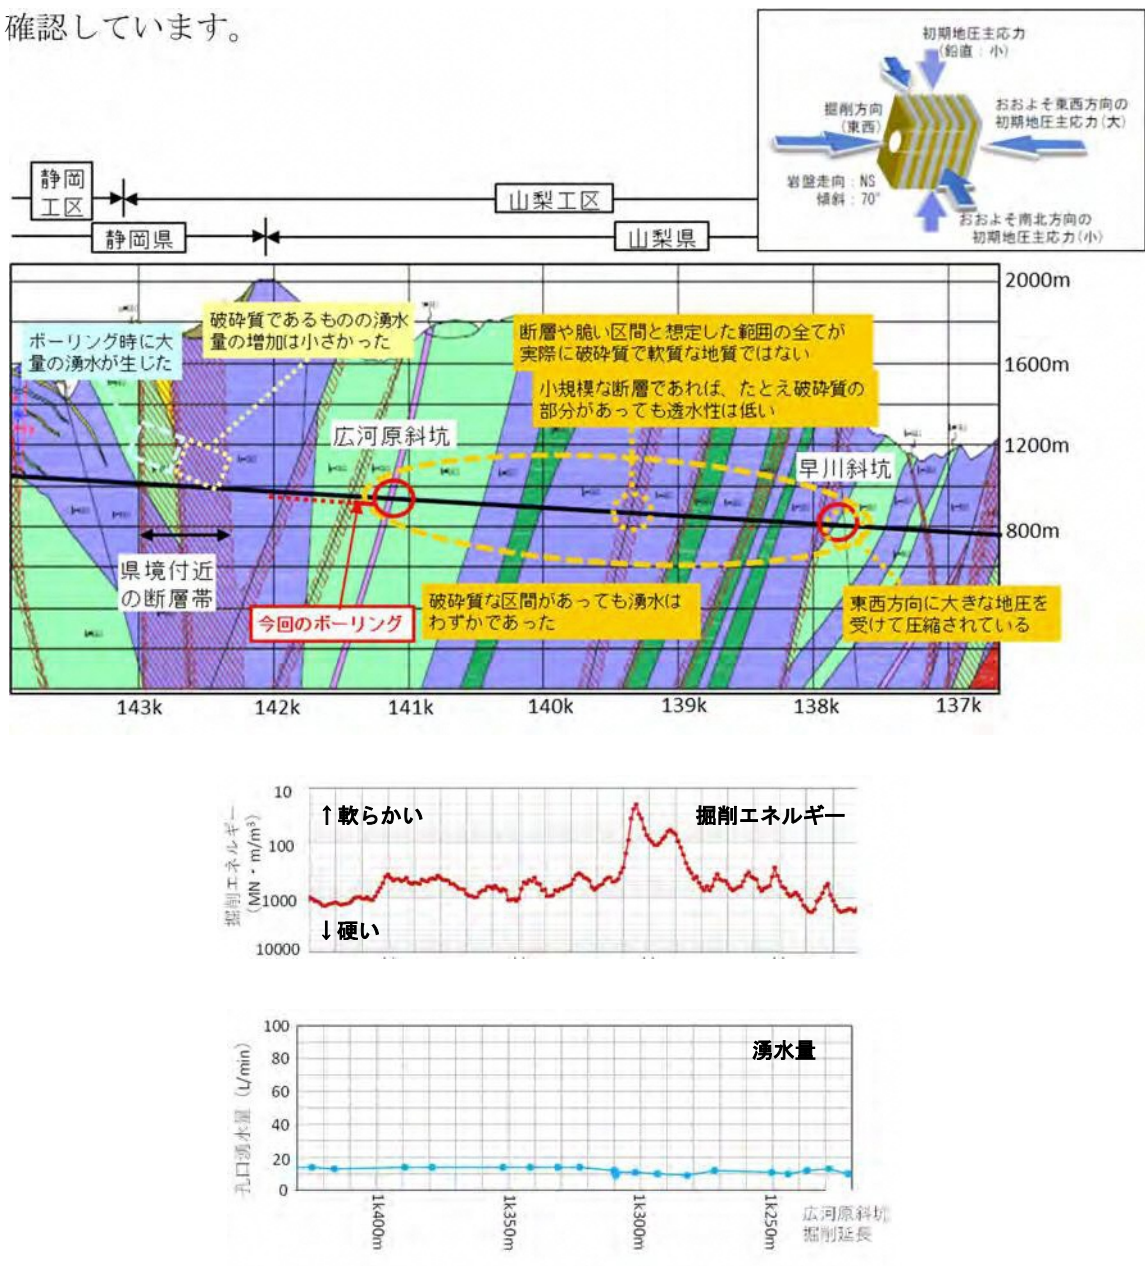 確認しています。
初期地圧主応力
(鉛直：小)
掘削方向
(東西)
おおよそ東西方向の
初期地圧主応力(大)
岩盤走向：NS
傾斜：70°
おおよそ南北方向の
初期地圧主応力(小)
静岡
工区
山梨工区
静岡県
山梨県
2000m
1600m
1200m
800m
ボーリング時に大
量の湧水が生じた
破砕質であるものの湧水
量の増加は小さかった
断層や脆い区間と想定した範囲の全てが
実際に破砕質で軟質な地質ではない
小規模な断層であれば、たとえ破砕質の
部分があっても透水性は低い
広河原斜坑
早川斜坑
県境付近
の断層帯
今回のボーリング
破砕質な区間があっても湧水は
わずかであった
東西方向に大きな地圧を
受けて圧縮されている
143k
142k
141k
140k
139k
138k
137k
掘削エネルギー
(MN・m/m³)
10
100
1000
10000
↑軟らかい
掘削エネルギー
↓硬い
孔口湧水量 (L/min)
100
80
60
40
20
0
湧水量
1k400m
1k350m
1k300m
1k250m
広河原斜坑
掘削延長